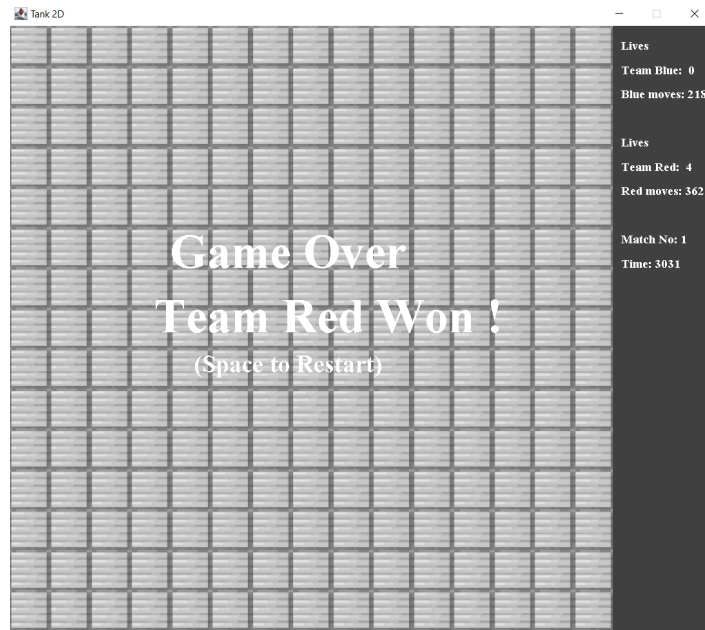 Tank 2D
Game Over
Team Red Won !
(Space to Restart)
Lives
Team Blue: 0
Blue moves: 218
Lives
Team Red: 4
Red moves: 362
Match No: 1
Time: 3031